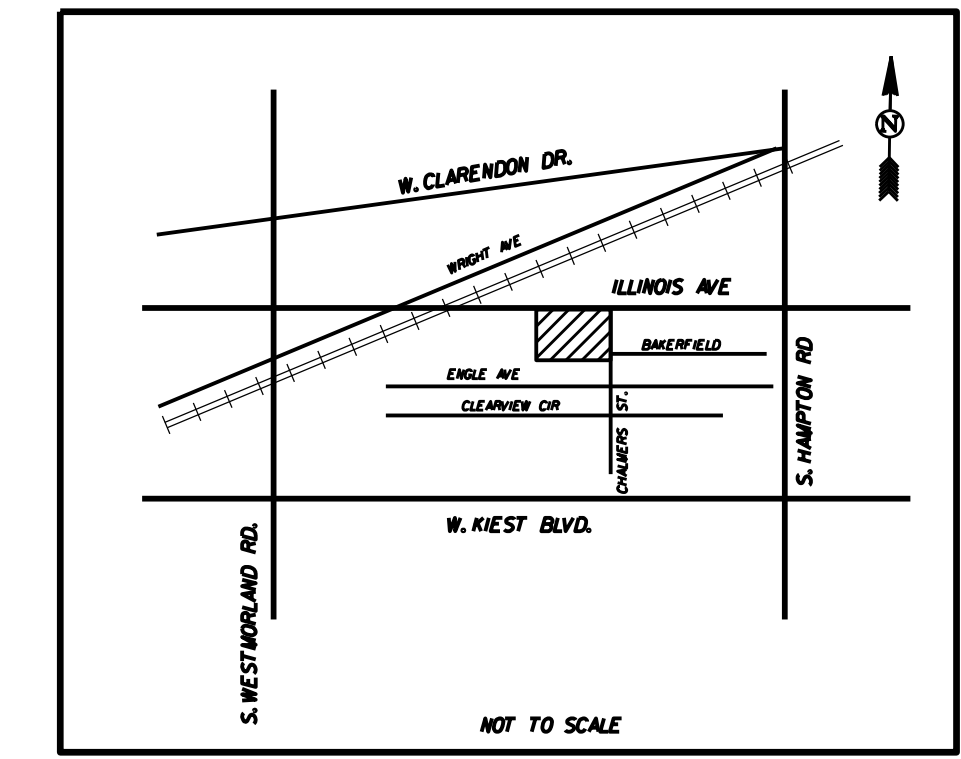 N
W. CLARENDON DR.
WRIGHT AVE
ILLINOIS AVE
BAKERFIELD
ENGLE AVE
CLEARVIEW CIR
CHALMERS ST.
S. HAMPTON RD
W. KIEST BLVD.
S. WESTMORLAND RD.
NOT TO SCALE